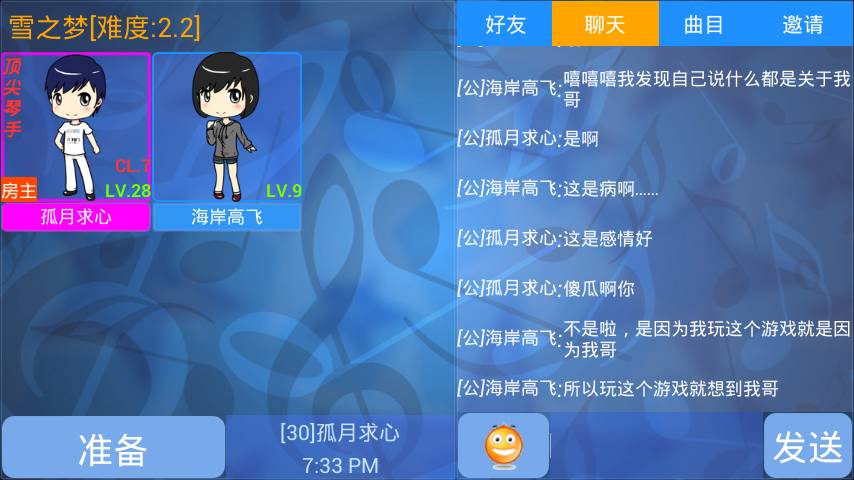 雪之梦[难度:2.2]
好友
聊天
曲目
邀请
顶尖琴手
CL.7
房主
LV.28
LV.9
孤月求心
海岸高飞
[公]海岸高飞:嘻嘻嘻我发现自己说什么都是关于我
哥
[公]孤月求心:是啊
[公]海岸高飞:这是病啊......
[公]孤月求心:这是感情好
[公]孤月求心:傻瓜啊你
[公]海岸高飞:不是啦，是因为我玩这个游戏就是因
为我哥
[公]海岸高飞:所以玩这个游戏就想到我哥
准备
[30]孤月求心
7:33 PM
发送